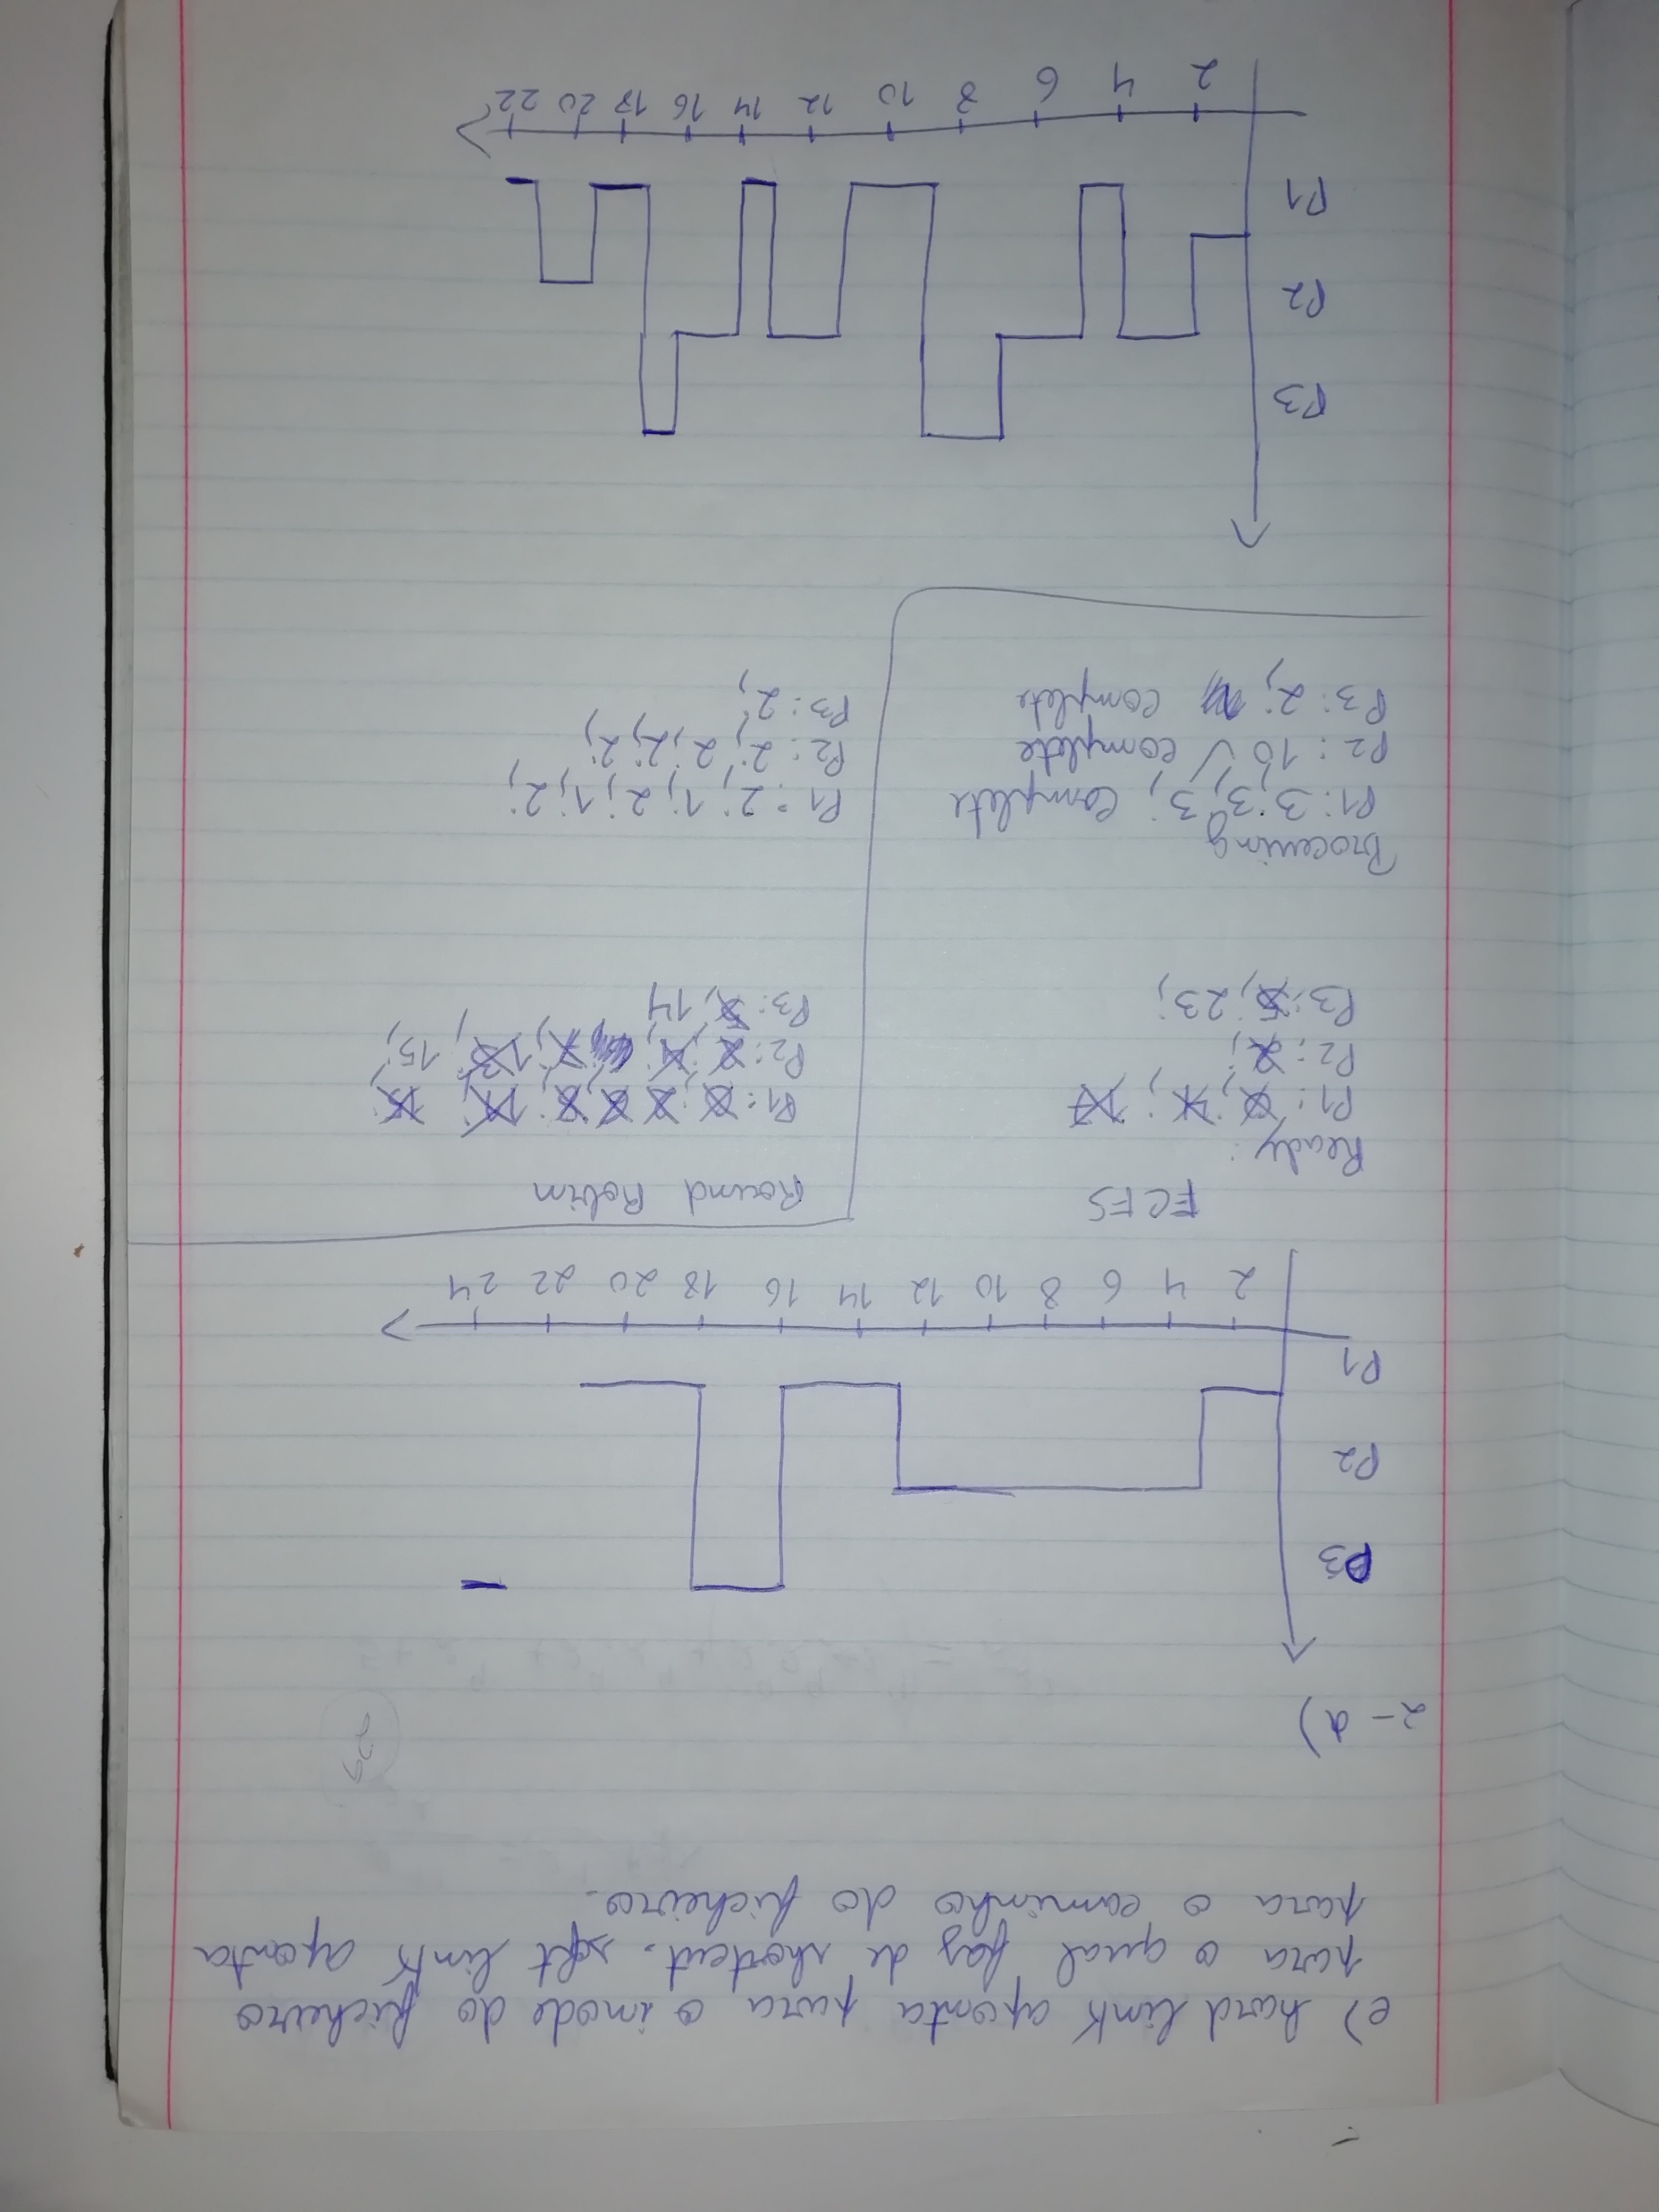 e) hard link aponta para o inode do ficheiro
para o qual faz de shortcut. soft link aponta
para o caminho do ficheiro.
29
2- d)
P3
P2
P1
2 4 6 8 10 12 14 16 18 20 22 24
FCFS
Ready:
P1: 0; 4; 17
P2: 2;
P3: 5; 23;
Round Robin
P1: 0; 2 6; 8; 14; 15;
P2: 2; 4; 7; 13; 15;
P3: 5, 14
Processing
P1: 3; 3; 3; complete
P2: 10 ✓ complete
P3: 2; complete
P1: 2; 1; 2; 1; 2;
P2: 2; 2; 2; 2;
P3: 2;
P3
P2
P1
2 4 6 8 10 12 14 16 18 20 22